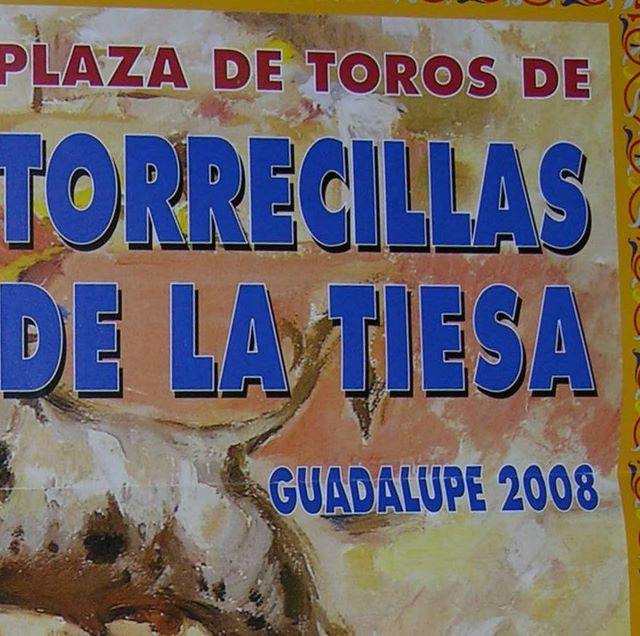 PLAZA DE TOROS DE
TORRECILLAS
DE LA TIESA
GUADALUPE 2008